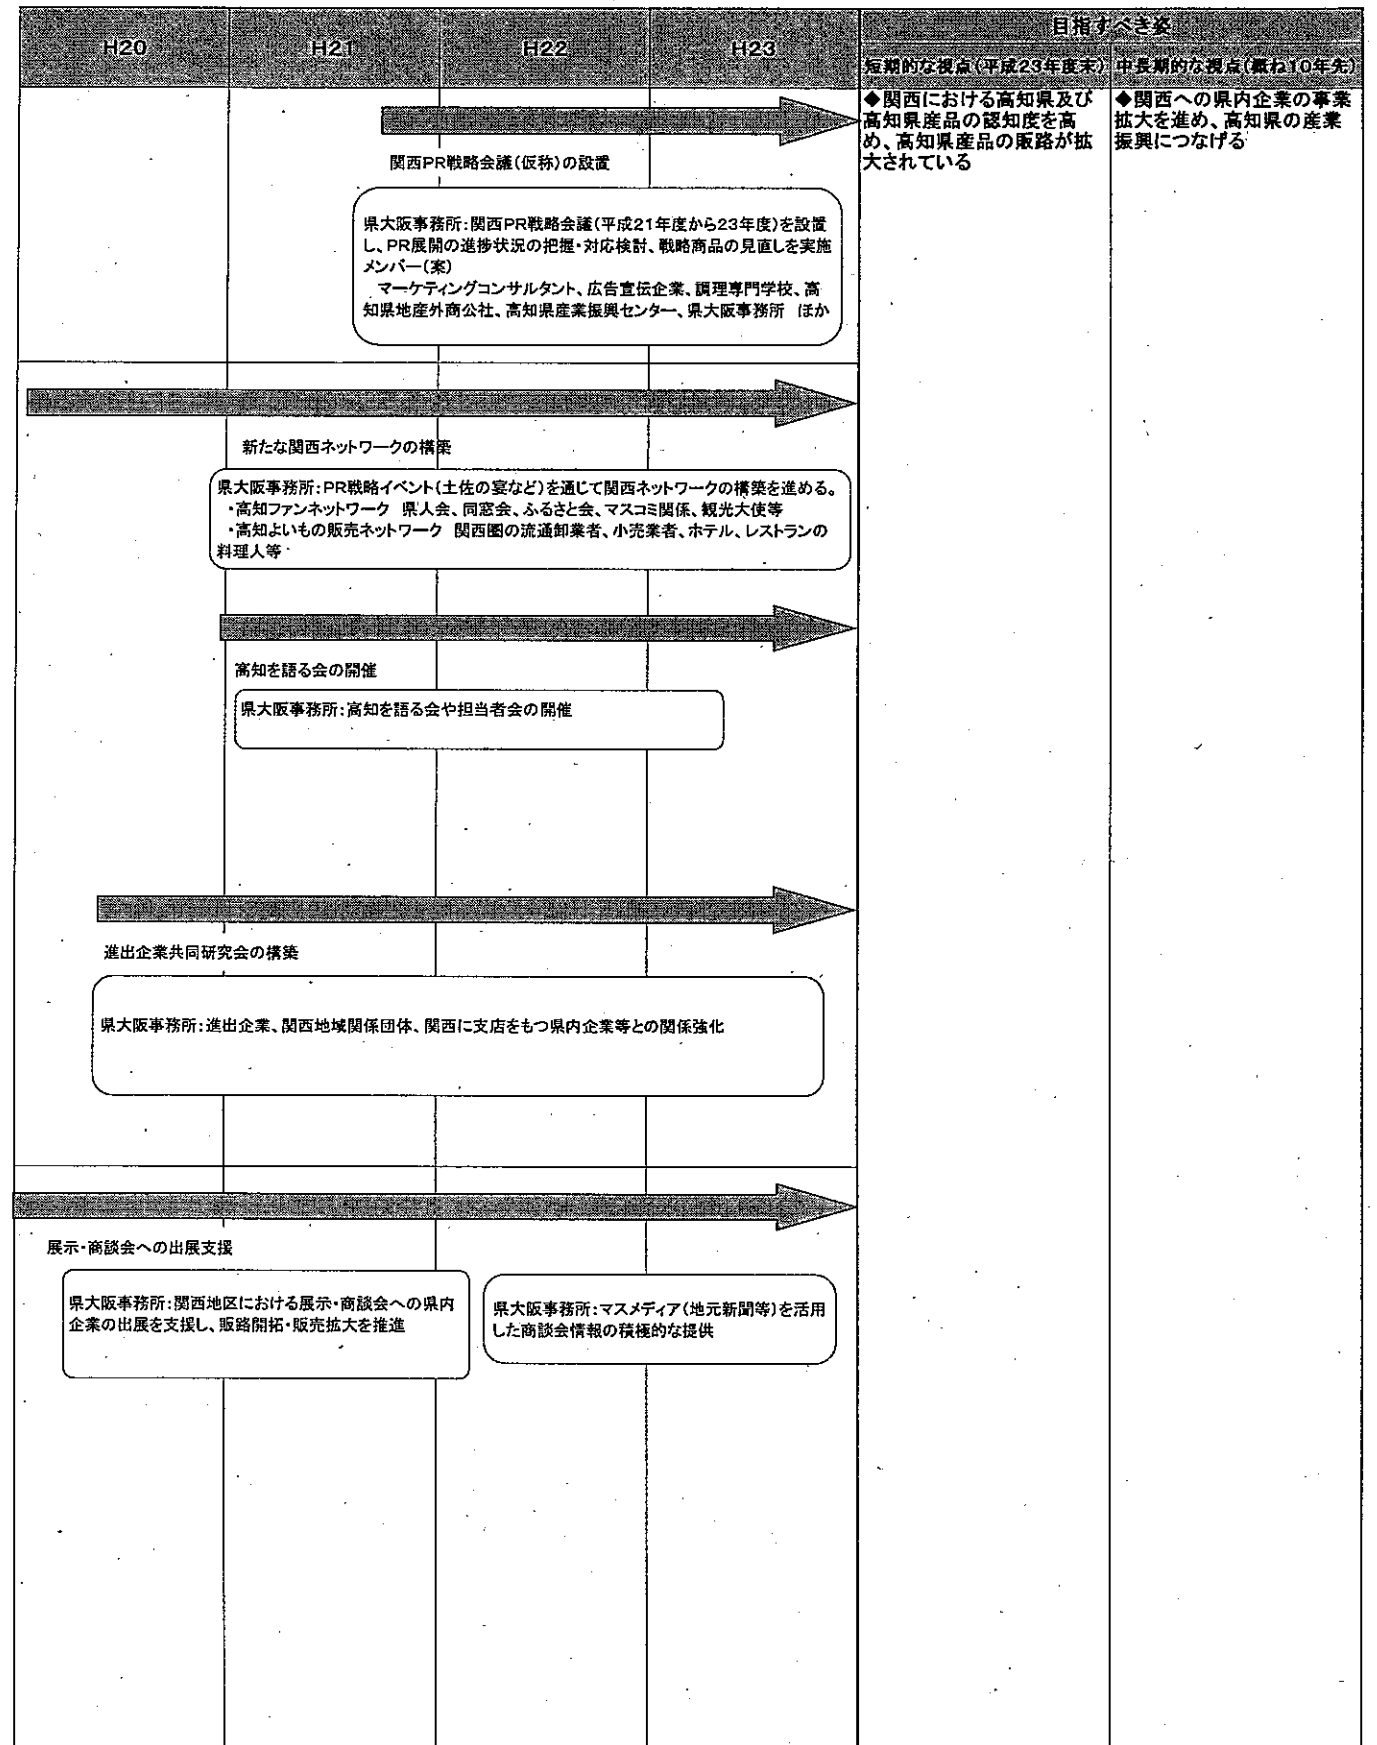 H20
H21
H22
H23
目指すべき姿
短期的な視点(平成23年度末)
中長期的な視点(概ね10年先)
◆関西における高知県及び
高知県産品の認知度を高
め、高知県産品の販路が拡
大されている
◆関西への県内企業の事業
拡大を進め、高知県の産業
振興につなげる
関西PR戦略会議(仮称)の設置
県大阪事務所:関西PR戦略会議(平成21年度から23年度)を設置
し、PR展開の進捗状況の把握・対応検討、戦略商品の見直しを実施
メンバー(案)
マーケティングコンサルタント、広告宣伝企業、調理専門学校、高
知県地産外商公社、高知県産業振興センター、県大阪事務所 ほか
新たな関西ネットワークの構築
県大阪事務所:PR戦略イベント(土佐の宴など)を通じて関西ネットワークの構築を進める。
・高知ファンネットワーク 県人会、同窓会、ふるさと会、マスコミ関係、観光大使等
・高知よいもの販売ネットワーク 関西圏の流通卸業者、小売業者、ホテル、レストランの
料理人等
高知を語る会の開催
県大阪事務所:高知を語る会や担当者会の開催
進出企業共同研究会の構築
県大阪事務所:進出企業、関西地域関係団体、関西に支店をもつ県内企業等との関係強化
展示・商談会への出展支援
県大阪事務所:関西地区における展示・商談会への県内
企業の出展を支援し、販路開拓・販売拡大を推進
県大阪事務所:マスメディア(地元新聞等)を活用
した商談会情報の積極的な提供